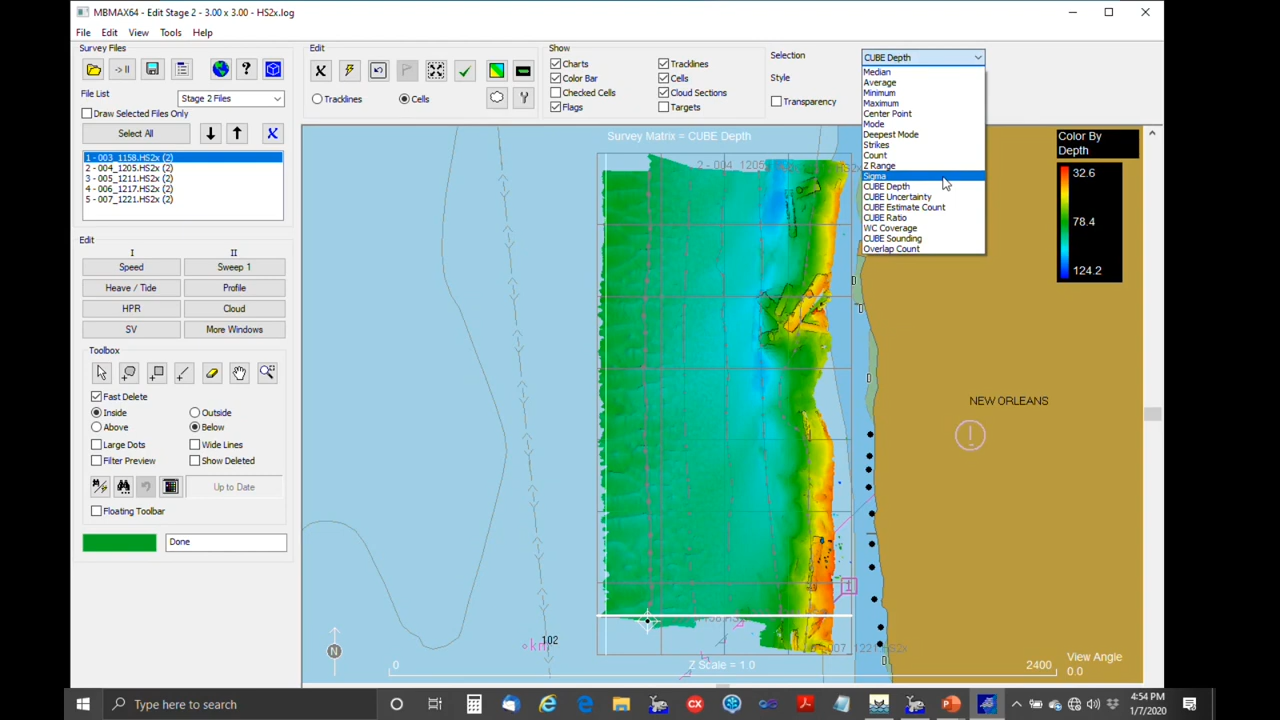 MBMAX64 - Edit Stage 2 - 3.00 x 3.00 - HS2x.log
File Edit View Tools Help
Survey Files
File List
Stage 2 Files
Draw Selected Files Only
Select All
1 - 003_1158.HS2x (2)
2 - 004_1205.HS2x (2)
3 - 005_1211.HS2x (2)
4 - 006_1217.HS2x (2)
5 - 007_1221.HS2x (2)
Edit
I II
Speed Sweep 1
Heave / Tide Profile
HPR Cloud
SV More Windows
Toolbox
Fast Delete
Inside Outside
Above Below
Large Dots Wide Lines
Filter Preview Show Deleted
Up to Date
Floating Toolbar
Done
Edit
Tracklines Cells
Show
Charts Tracklines
Color Bar Cells
Checked Cells Cloud Sections
Flags Targets
Selection
Style
Transparency
CUBE Depth
Median
Average
Minimum
Maximum
Center Point
Mode
Deepest Mode
Strikes
Count
Z Range
Sigma
CUBE Depth
CUBE Uncertainty
CUBE Estimate Count
CUBE Ratio
WC Coverage
CUBE Sounding
Overlap Count
Survey Matrix = CUBE Depth
Color By
Depth
32.6
78.4
124.2
2 - 004_1205
NEW ORLEANS
1
102
N
0
Z Scale = 1.0
2400
View Angle
0.0
Type here to search
4:54 PM
1/7/2020